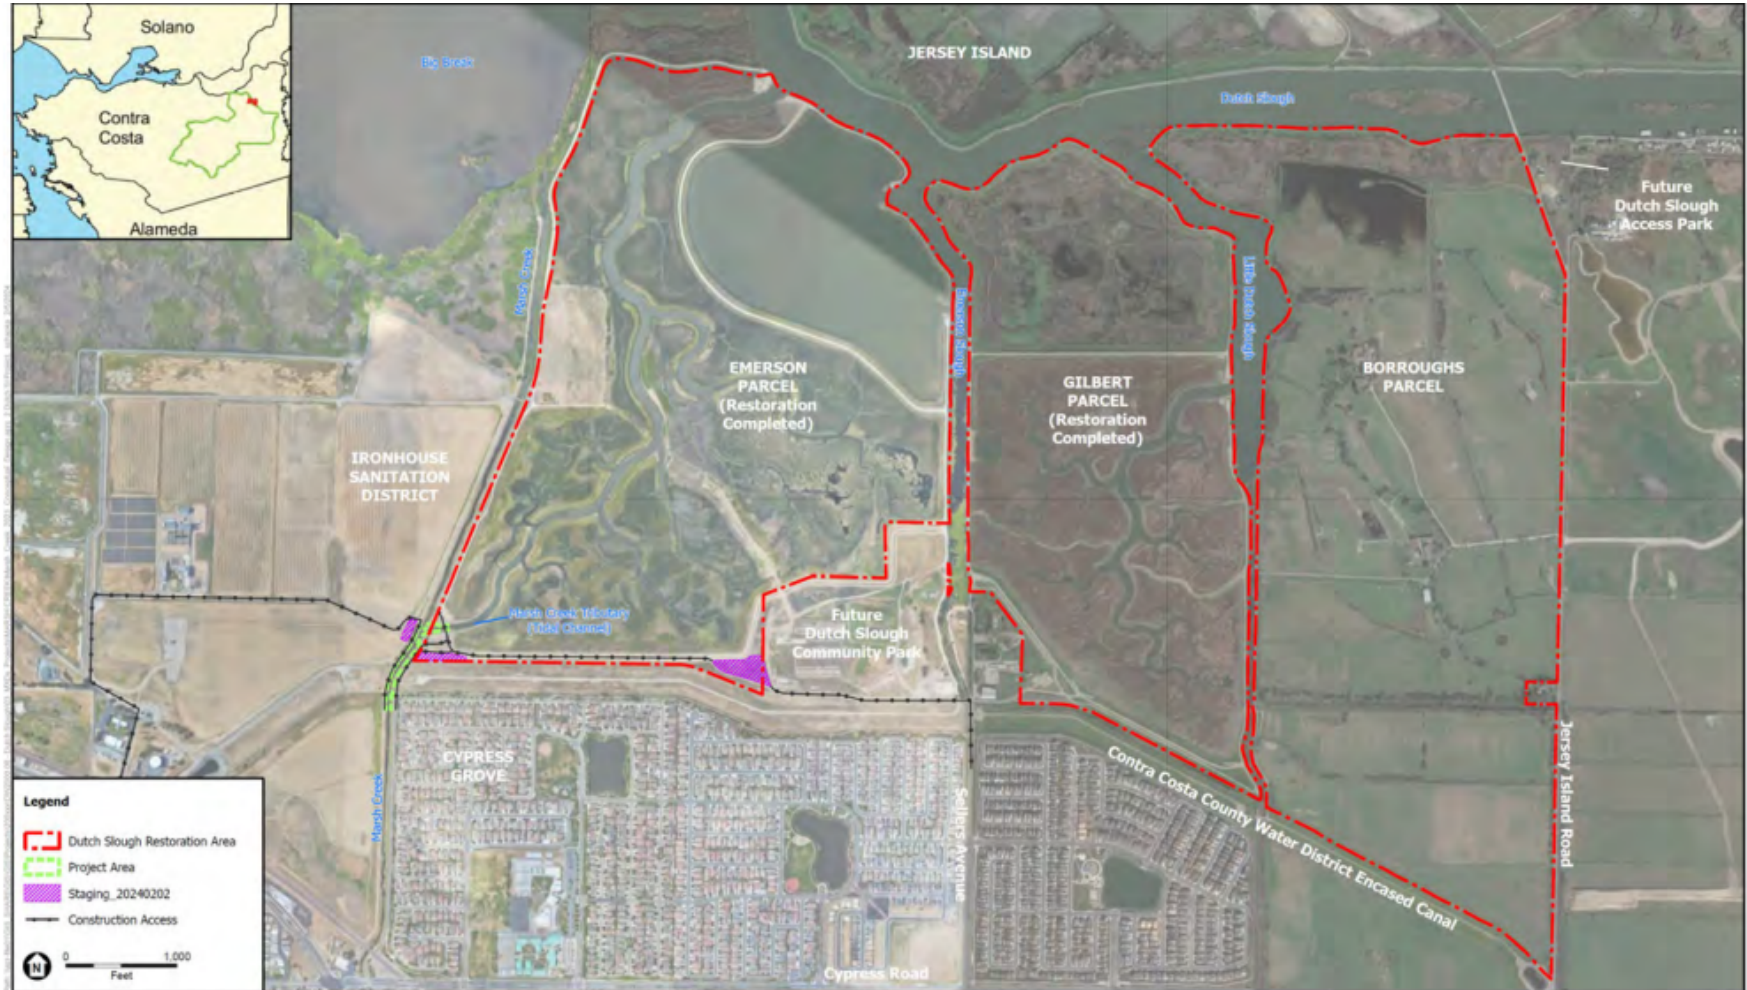 Solano
Contra
Costa
Alameda
Big Break
JERSEY ISLAND
Dutch Slough
Future
Dutch Slough
Access Park
Marsh Creek
Emerson Slough
Little Dutch Slough
EMERSON
PARCEL
(Restoration
Completed)
GILBERT
PARCEL
(Restoration
Completed)
BORROUGHS
PARCEL
IRONHOUSE
SANITATION
DISTRICT
Marsh Creek Tributary
(Tidal Channel)
Future
Dutch Slough
Community Park
CYPRESS
GROVE
Marsh Creek
Sellers Avenue
Contra Costa County Water District Encased Canal
Jersey Island Road
Cypress Road
Legend
Dutch Slough Restoration Area
Project Area
Staging_20240202
Construction Access
N
0 1,000
Feet